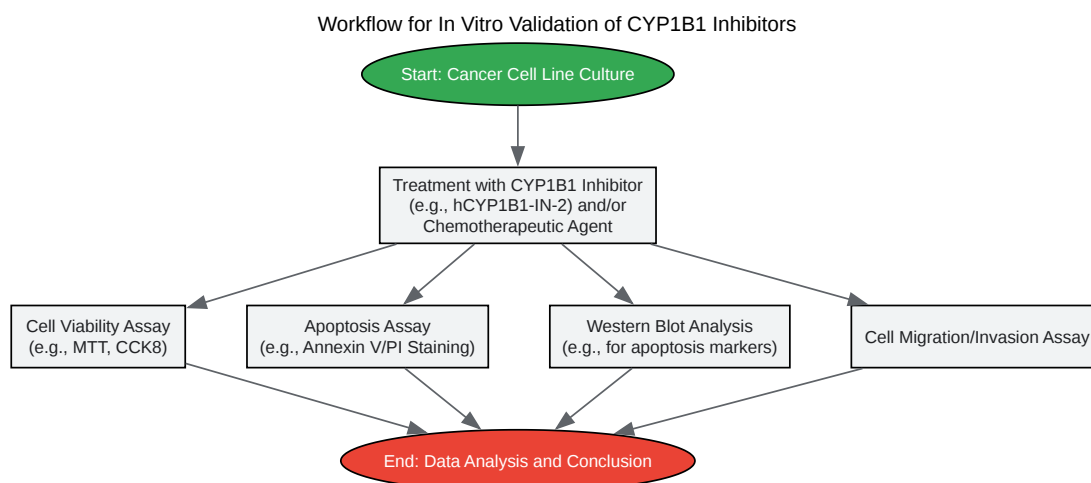 Workflow for In Vitro Validation of CYP1B1 Inhibitors
Start: Cancer Cell Line Culture
Treatment with CYP1B1 Inhibitor
(e.g., hCYP1B1-IN-2) and/or
Chemotherapeutic Agent
Cell Viability Assay
(e.g., MTT, CCK8)
Apoptosis Assay
(e.g., Annexin V/PI Staining)
Western Blot Analysis
(e.g., for apoptosis markers)
Cell Migration/Invasion Assay
End: Data Analysis and Conclusion